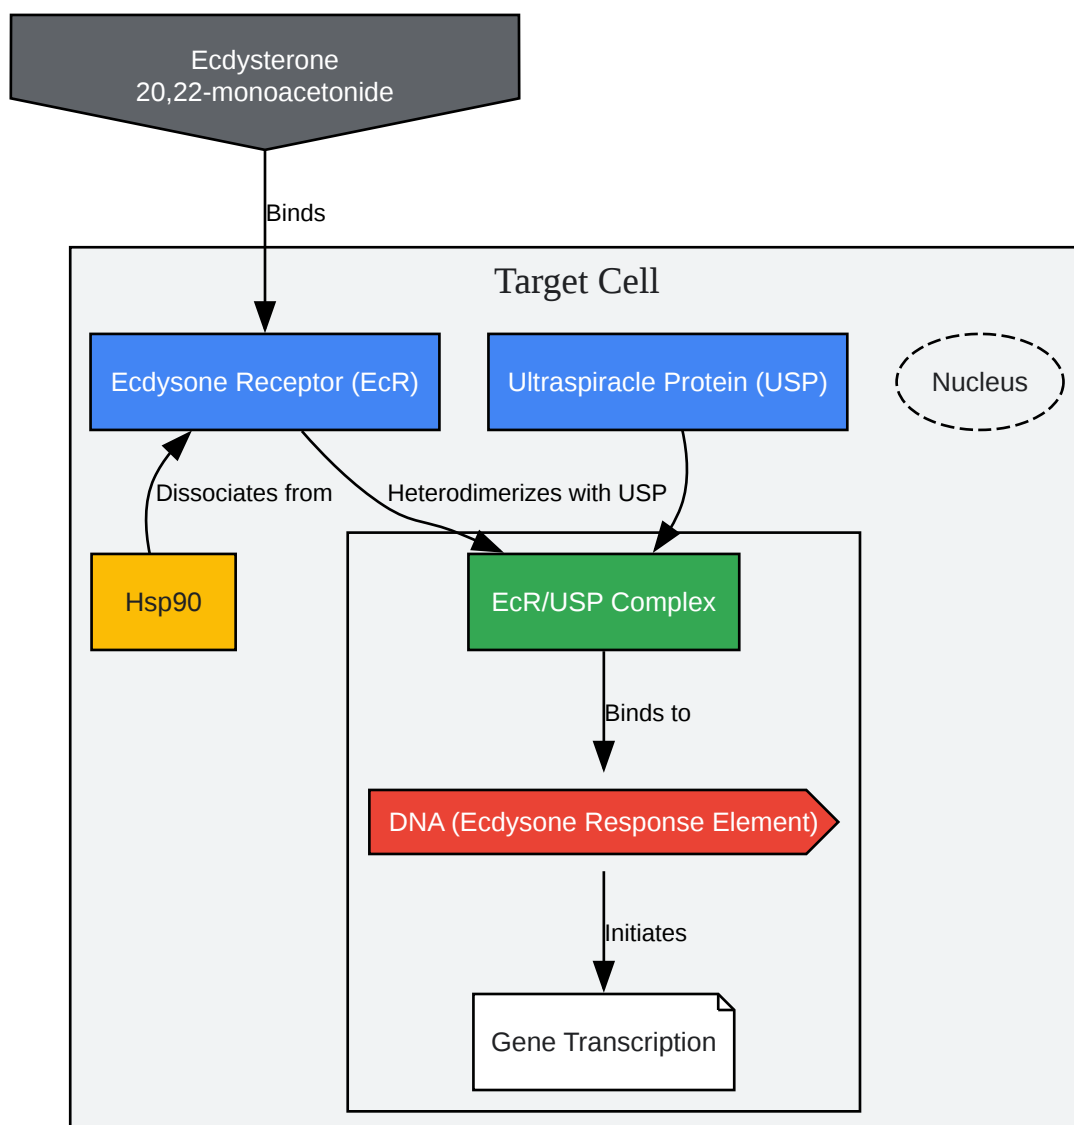 Ecdysterone
20,22-monoacetonide
Binds
Target Cell
Ecdysone Receptor (EcR)
Ultraspiracle Protein (USP)
Nucleus
Dissociates from
Heterodimerizes with USP
Hsp90
EcR/USP Complex
Binds to
DNA (Ecdysone Response Element)
Initiates
Gene Transcription